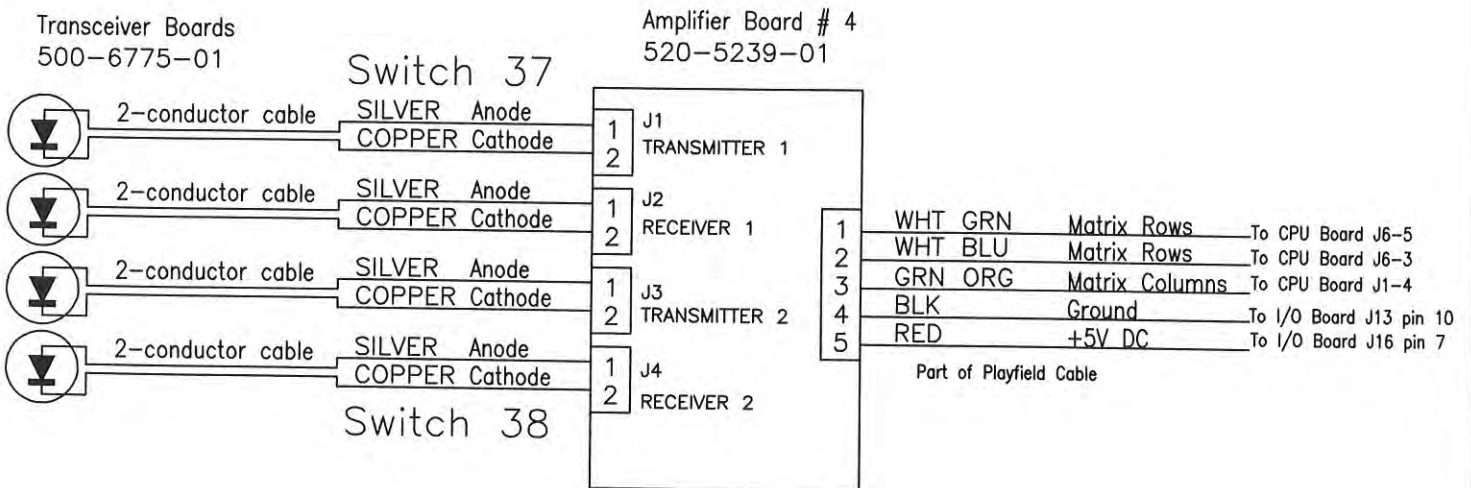 Transceiver Boards
500-6775-01
Amplifier Board # 4
520-5239-01
Switch 37
2-conductor cable SILVER Anode
COPPER Cathode
1 J1
2 TRANSMITTER 1
2-conductor cable SILVER Anode
COPPER Cathode
1 J2
2 RECEIVER 1
2-conductor cable SILVER Anode
COPPER Cathode
1 J3
2 TRANSMITTER 2
2-conductor cable SILVER Anode
COPPER Cathode
1 J4
2 RECEIVER 2
Switch 38
1 WHT GRN Matrix Rows To CPU Board J6-5
2 WHT BLU Matrix Rows To CPU Board J6-3
3 GRN ORG Matrix Columns To CPU Board J1-4
4 BLK Ground To I/O Board J13 pin 10
5 RED +5V DC To I/O Board J16 pin 7
Part of Playfield Cable